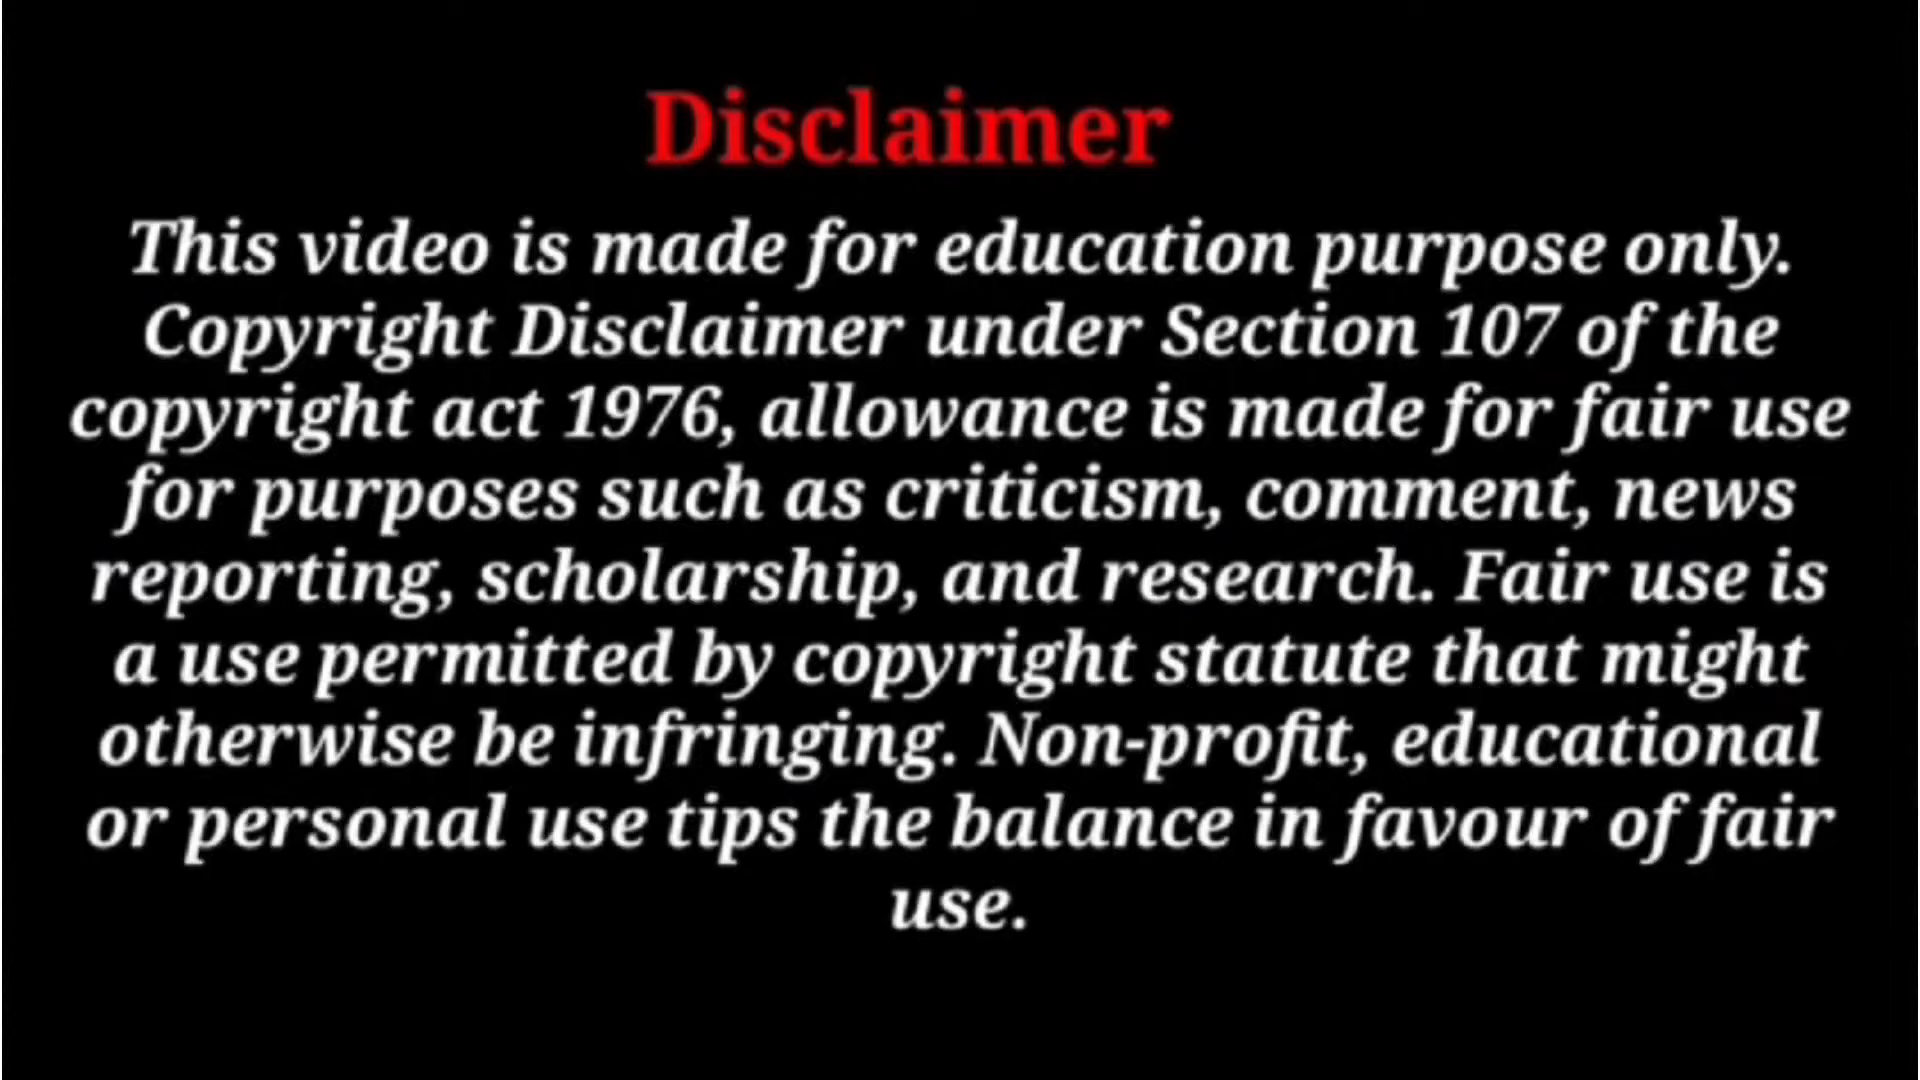 Disclaimer
This video is made for education purpose only.
Copyright Disclaimer under Section 107 of the
copyright act 1976, allowance is made for fair use
for purposes such as criticism, comment, news
reporting, scholarship, and research. Fair use is
a use permitted by copyright statute that might
otherwise be infringing. Non-profit, educational
or personal use tips the balance in favour of fair
use.